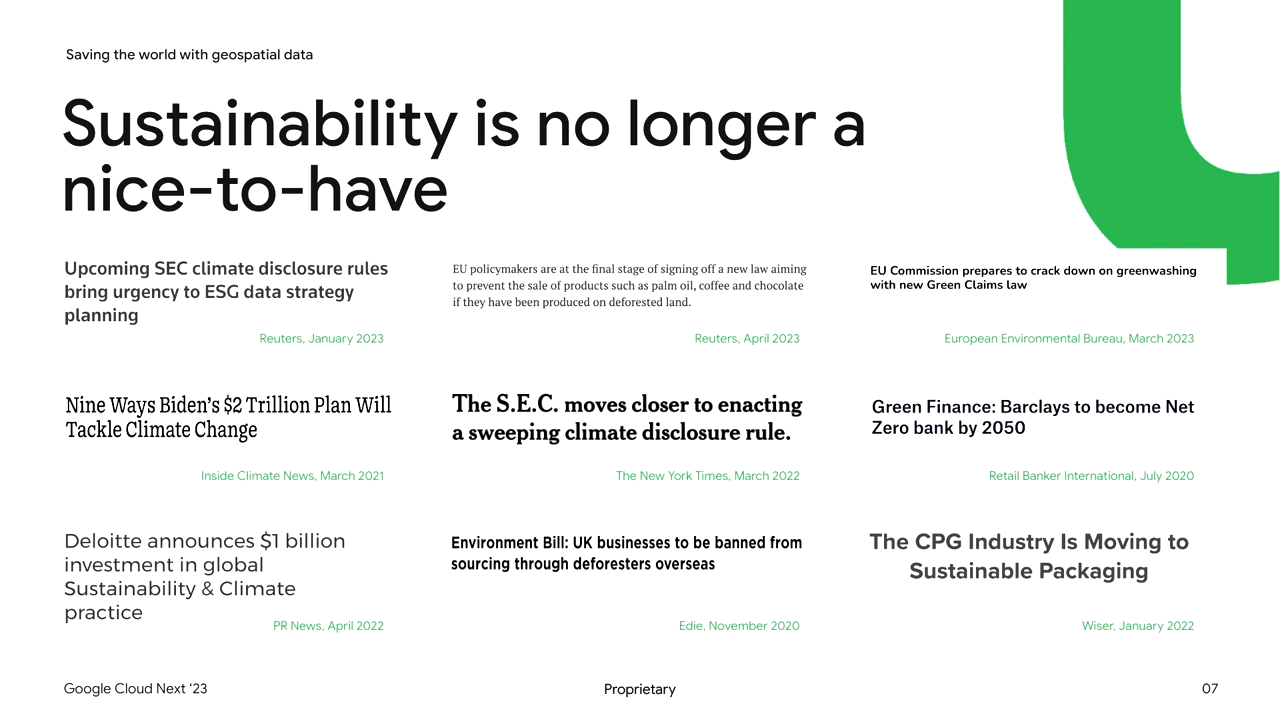 Saving the world with geospatial data
Sustainability is no longer a
nice-to-have
Upcoming SEC climate disclosure rules
bring urgency to ESG data strategy
planning
Reuters, January 2023
EU policymakers are at the final stage of signing off a new law aiming
to prevent the sale of products such as palm oil, coffee and chocolate
if they have been produced on deforested land.
Reuters, April 2023
EU Commission prepares to crack down on greenwashing
with new Green Claims law
European Environmental Bureau, March 2023
Nine Ways Biden’s $2 Trillion Plan Will
Tackle Climate Change
Inside Climate News, March 2021
The S.E.C. moves closer to enacting
a sweeping climate disclosure rule.
The New York Times, March 2022
Green Finance: Barclays to become Net
Zero bank by 2050
Retail Banker International, July 2020
Deloitte announces $1 billion
investment in global
Sustainability & Climate
practice
PR News, April 2022
Environment Bill: UK businesses to be banned from
sourcing through deforesters overseas
Edie, November 2020
The CPG Industry Is Moving to
Sustainable Packaging
Wiser, January 2022
Google Cloud Next ‘23
Proprietary
07